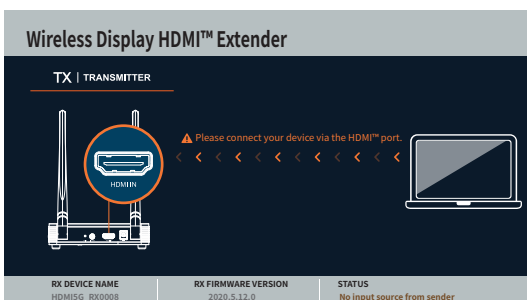 Wireless Display HDMI™ Extender
TX | TRANSMITTER
Please connect your device via the HDMI™ port.
HDMI IN
RX DEVICE NAME
HDMI5G_RX0008
RX FIRMWARE VERSION
2020.5.12.0
STATUS
No input source from sender